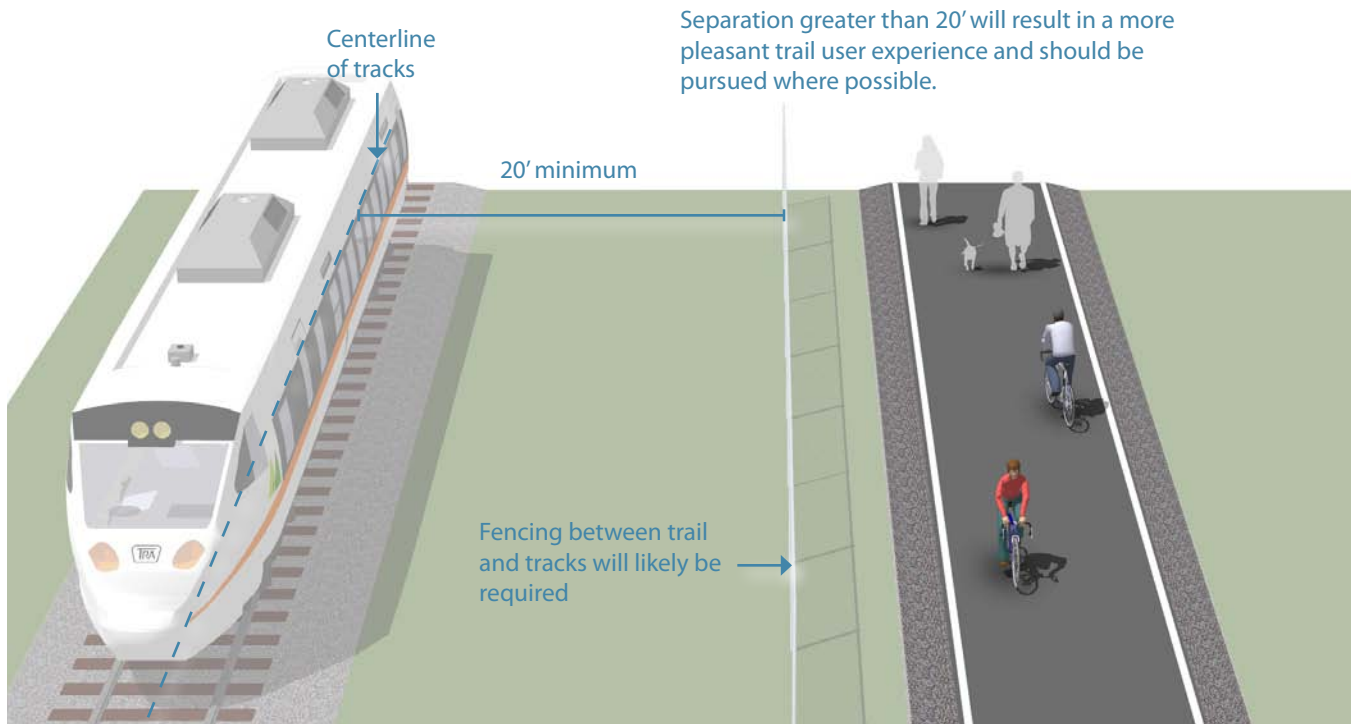 Centerline
of tracks
Separation greater than 20’ will result in a more
pleasant trail user experience and should be
pursued where possible.
20’ minimum
Fencing between trail
and tracks will likely be
required
TRA